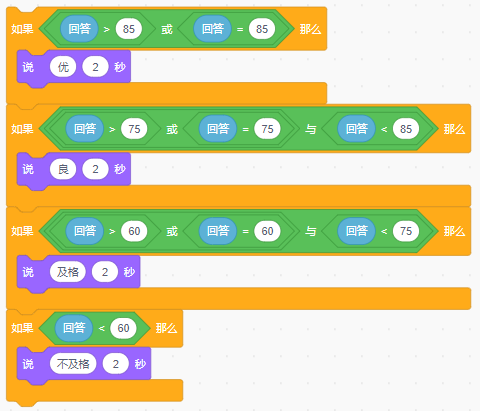 如果 回答 > 85 或 回答 = 85 那么
说 优 2 秒
如果 回答 > 75 或 回答 = 75 与 回答 < 85 那么
说 良 2 秒
如果 回答 > 60 或 回答 = 60 与 回答 < 75 那么
说 及格 2 秒
如果 回答 < 60 那么
说 不及格 2 秒